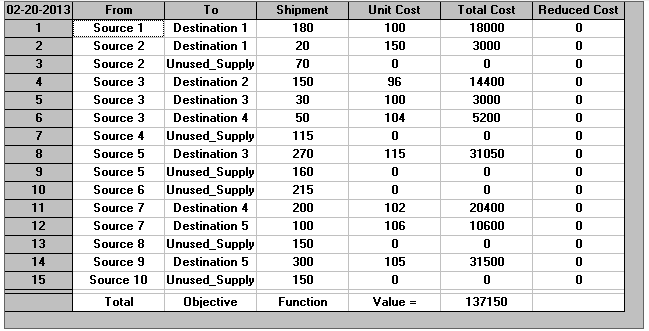 02-20-2013 From To Shipment Unit Cost Total Cost Reduced Cost
1 Source 1 Destination 1 180 100 18000 0
2 Source 2 Destination 1 20 150 3000 0
3 Source 2 Unused_Supply 70 0 0 0
4 Source 3 Destination 2 150 96 14400 0
5 Source 3 Destination 3 30 100 3000 0
6 Source 3 Destination 4 50 104 5200 0
7 Source 4 Unused_Supply 115 0 0 0
8 Source 5 Destination 3 270 115 31050 0
9 Source 5 Unused_Supply 160 0 0 0
10 Source 6 Unused_Supply 215 0 0 0
11 Source 7 Destination 4 200 102 20400 0
12 Source 7 Destination 5 100 106 10600 0
13 Source 8 Unused_Supply 150 0 0 0
14 Source 9 Destination 5 300 105 31500 0
15 Source 10 Unused_Supply 150 0 0 0
Total Objective Function Value = 137150